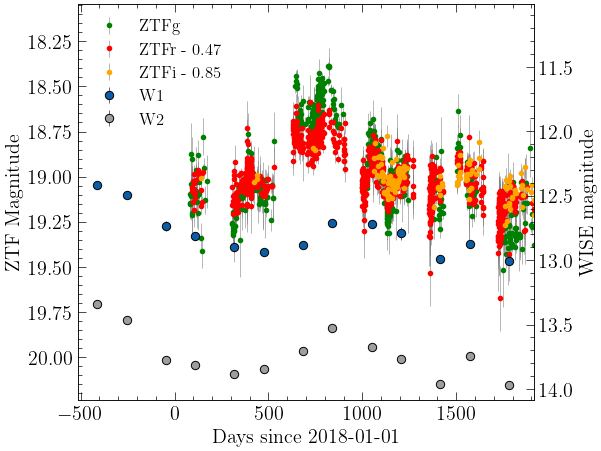 ZTFg
ZTFr - 0.47
ZTFi - 0.85
W1
W2
ZTF Magnitude
18.25
18.50
18.75
19.00
19.25
19.50
19.75
20.00
WISE magnitude
11.5
12.0
12.5
13.0
13.5
14.0
−500
0
500
1000
1500
Days since 2018-01-01